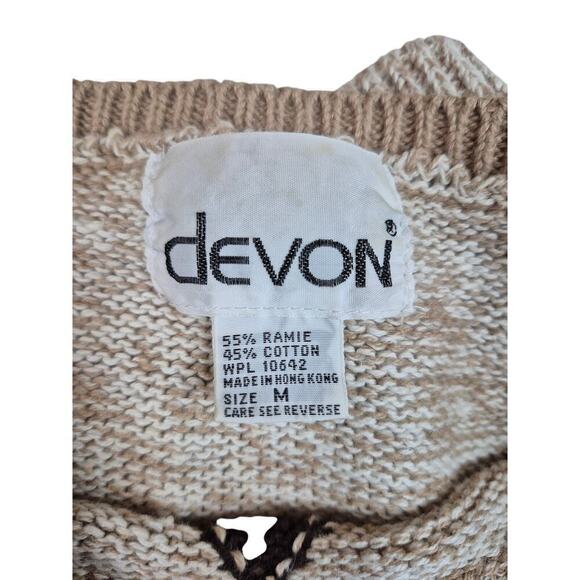 devon®
55% RAMIE
45% COTTON
WPL 10642
MADE IN HONG KONG
SIZE M
CARE SEE REVERSE